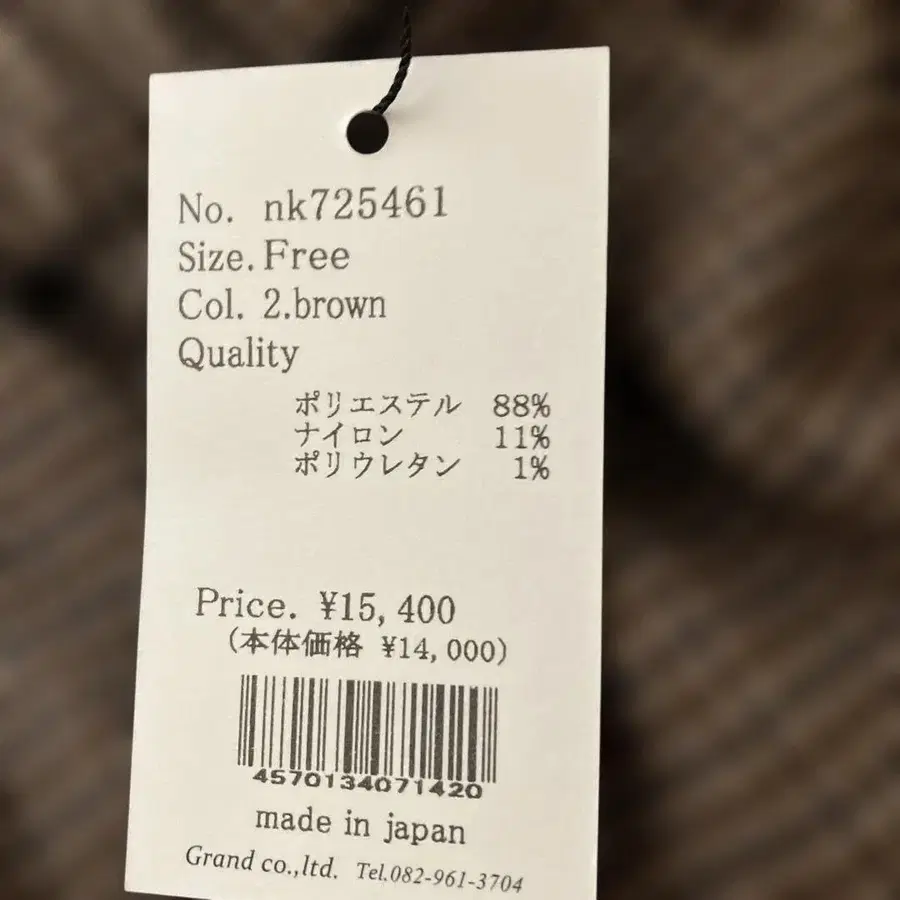 No. nk725461
Size. Free
Col. 2.brown
Quality
ポリエステル 88%
ナイロン 11%
ポリウレタン 1%
Price. ¥15,400
(本体価格 ¥14,000)
4570134071420
made in japan
Grand co.,ltd. Tel.082-961-3704